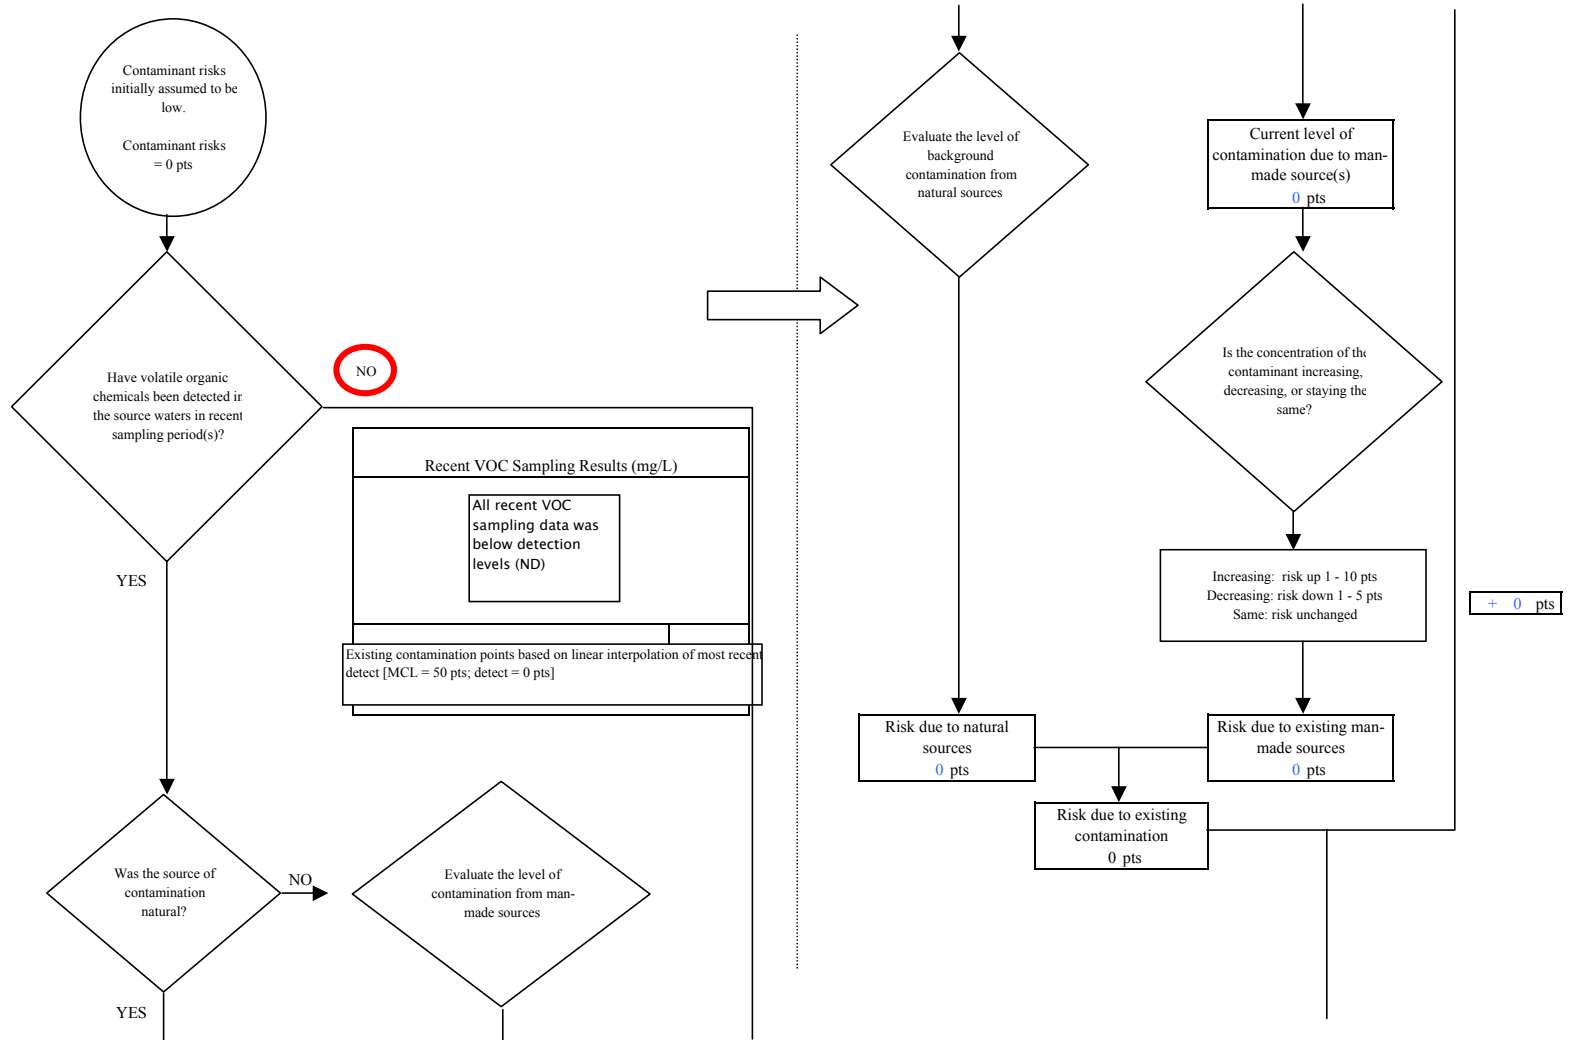 Contaminant risks
initially assumed to be
low.
Contaminant risks
= 0 pts
Have volatile organic
chemicals been detected in
the source waters in recent
sampling period(s)?
NO
Recent VOC Sampling Results (mg/L)
All recent VOC
sampling data was
below detection
levels (ND)
Existing contamination points based on linear interpolation of most recent
detect [MCL = 50 pts; detect = 0 pts]
YES
Was the source of
contamination
natural?
NO
Evaluate the level of
contamination from man-
made sources
YES
Evaluate the level of
background
contamination from
natural sources
Current level of
contamination due to man-
made source(s)
0 pts
Is the concentration of the
contaminant increasing,
decreasing, or staying the
same?
Increasing: risk up 1 - 10 pts
Decreasing: risk down 1 - 5 pts
Same: risk unchanged
+ 0 pts
Risk due to natural
sources
0 pts
Risk due to existing man-
made sources
0 pts
Risk due to existing
contamination
0 pts